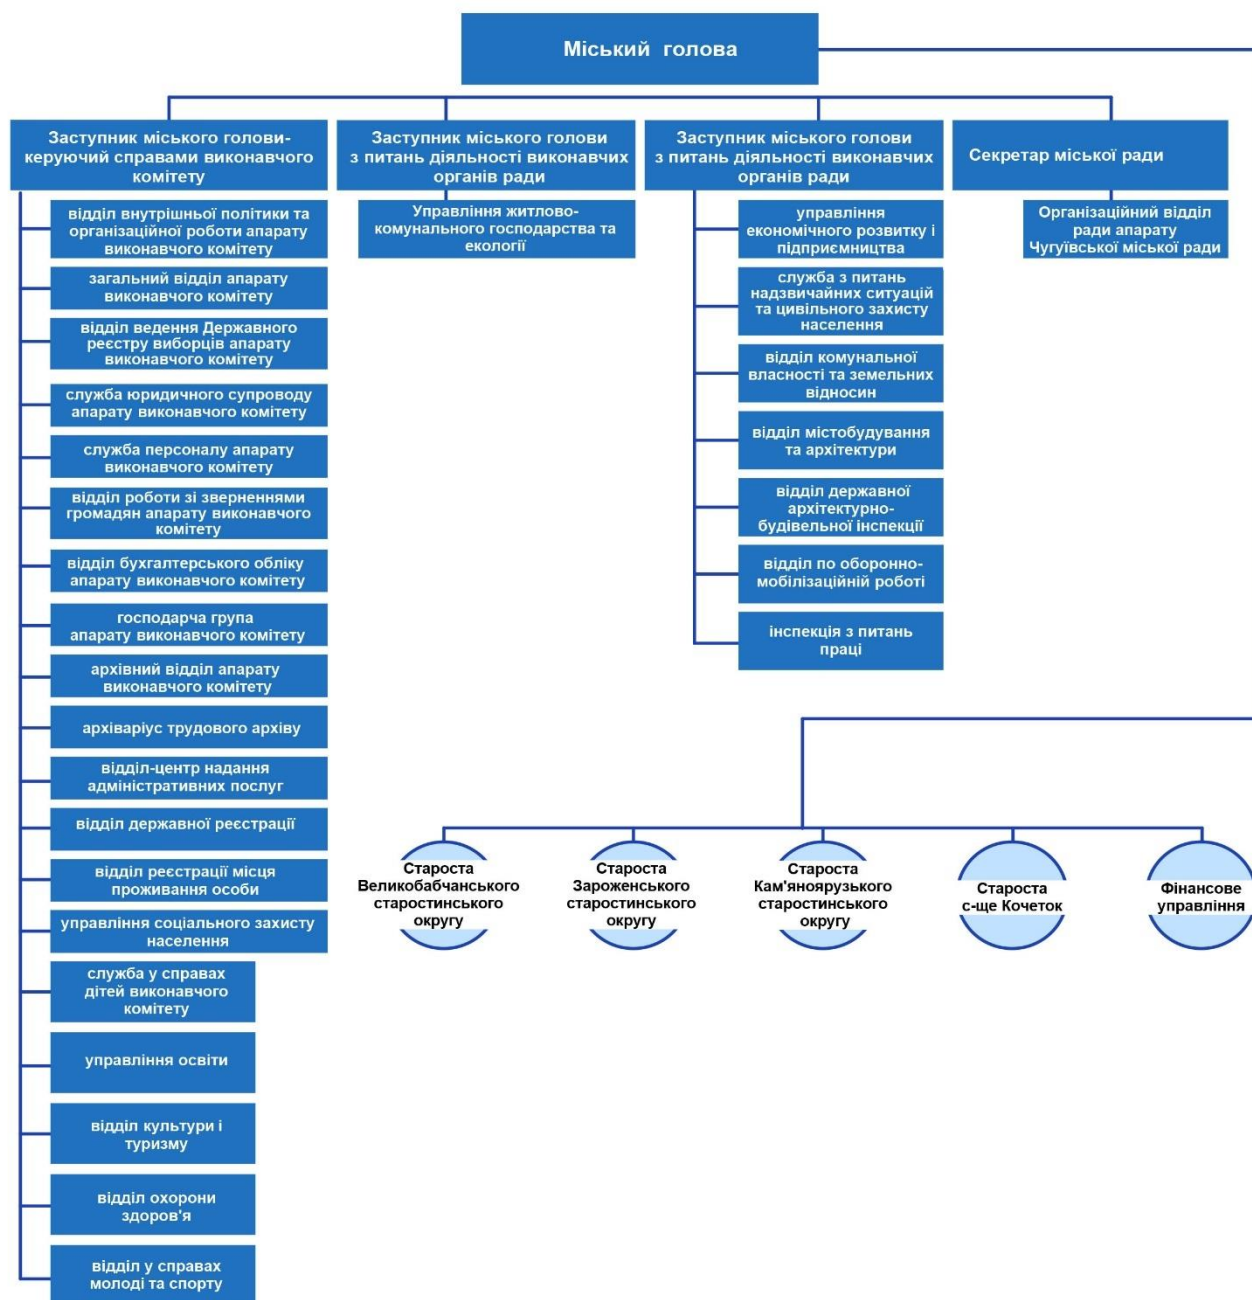 Міський голова
Заступник міського голови-
керуючий справами виконавчого
комітету
відділ внутрішньої політики та
організаційної роботи апарату
виконавчого комітету
загальний відділ апарату
виконавчого комітету
відділ ведення Державного
реєстру виборців апарату
виконавчого комітету
служба юридичного супроводу
апарату виконавчого комітету
служба персоналу апарату
виконавчого комітету
відділ роботи зі зверненнями
громадян апарату виконавчого
комітету
відділ бухгалтерського обліку
апарату виконавчого комітету
господарча група
апарату виконавчого комітету
архівний відділ апарату
виконавчого комітету
архіваріус трудового архіву
відділ-центр надання
адміністративних послуг
відділ державної реєстрації
відділ реєстрації місця
проживання особи
управління соціального захисту
населення
служба у справах
дітей виконавчого
комітету
управління освіти
відділ культури і
туризму
відділ охорони
здоров'я
відділ у справах
молоді та спорту
Заступник міського голови
з питань діяльності виконавчих
органів ради
Управління житлово-
комунального господарства та
екології
Заступник міського голови
з питань діяльності виконавчих
органів ради
управління
економічного розвитку і
підприємництва
служба з питань
надзвичайних ситуацій
та цивільного захисту
населення
відділ комунальної
власності та земельних
відносин
відділ містобудування
та архітектури
відділ державної
архітектурно-
будівельної інспекції
відділ по оборонно-
мобілізаційній роботі
інспекція з питань
праці
Секретар міської ради
Організаційний відділ
ради апарату
Чугуївської міської ради
Староста
Великобабчанського
старостинського
округу
Староста
Зароженського
старостинського
округу
Староста
Кам'яноярузького
старостинського
округу
Староста
с-ще Кочеток
Фінансове
управління